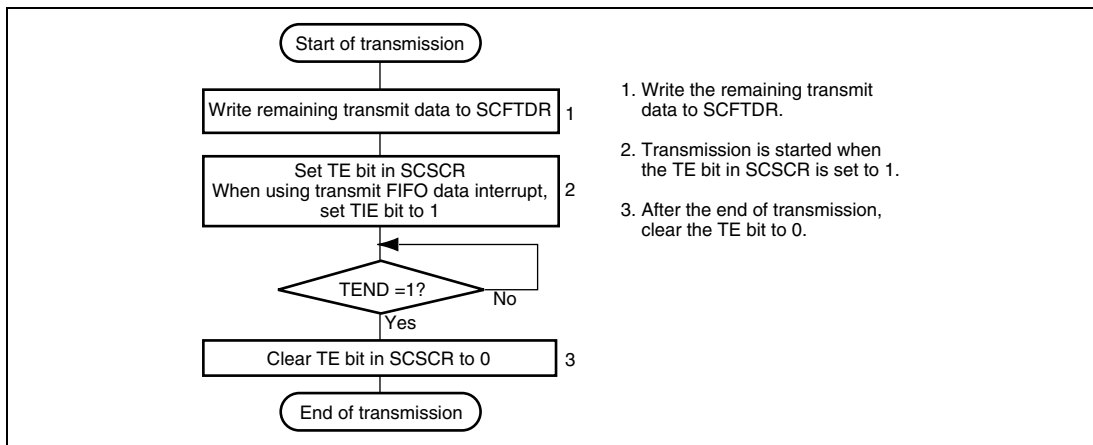 Start of transmission
Write remaining transmit data to SCFTDR 1
Set TE bit in SCSCR
When using transmit FIFO data interrupt,
set TIE bit to 1
2
TEND =1?
No
Yes
Clear TE bit in SCSCR to 0 3
End of transmission
1. Write the remaining transmit
data to SCFTDR.
2. Transmission is started when
the TE bit in SCSCR is set to 1.
3. After the end of transmission,
clear the TE bit to 0.